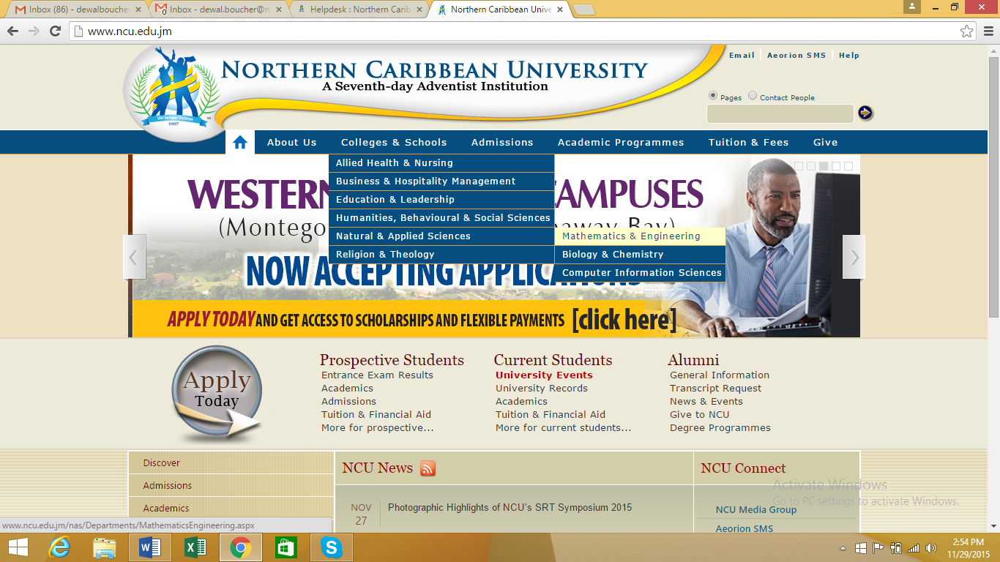 Inbox (86) - dewalboucher
Inbox - dewal.boucher@n
Helpdesk : Northern Carib
Northern Caribbean Unive
www.ncu.edu.jm
Email
Aeorion SMS
Help
NORTHERN CARIBBEAN UNIVERSITY
A Seventh-day Adventist Institution
Ubi Semper Discimus
1907
Pages
Contact People
About Us
Colleges & Schools
Admissions
Academic Programmes
Tuition & Fees
Give
Allied Health & Nursing
Business & Hospitality Management
Education & Leadership
Humanities, Behavioural & Social Sciences
Natural & Applied Sciences
Religion & Theology
Mathematics & Engineering
Biology & Chemistry
Computer Information Sciences
WESTERN CAMPUSES
(Montego away Bay)
NOW ACCEPTING
APPLY TODAY AND GET ACCESS TO SCHOLARSHIPS AND FLEXIBLE PAYMENTS [click here]
Apply
Today
Prospective Students
Entrance Exam Results
Academics
Admissions
Tuition & Financial Aid
More for prospective...
Current Students
University Events
University Records
Academics
Tuition & Financial Aid
More for current students...
Alumni
General Information
Transcript Request
News & Events
Give to NCU
Degree Programmes
Discover
Admissions
Academics
NCU News
NOV
27
Photographic Highlights of NCU's SRT Symposium 2015
NCU Connect
NCU Media Group
Aeorion SMS
Activate Windows
Go to PC settings to activate Windows.
www.ncu.edu.jm/nas/Departments/MathematicsEngineering.aspx
2:54 PM
11/29/2015